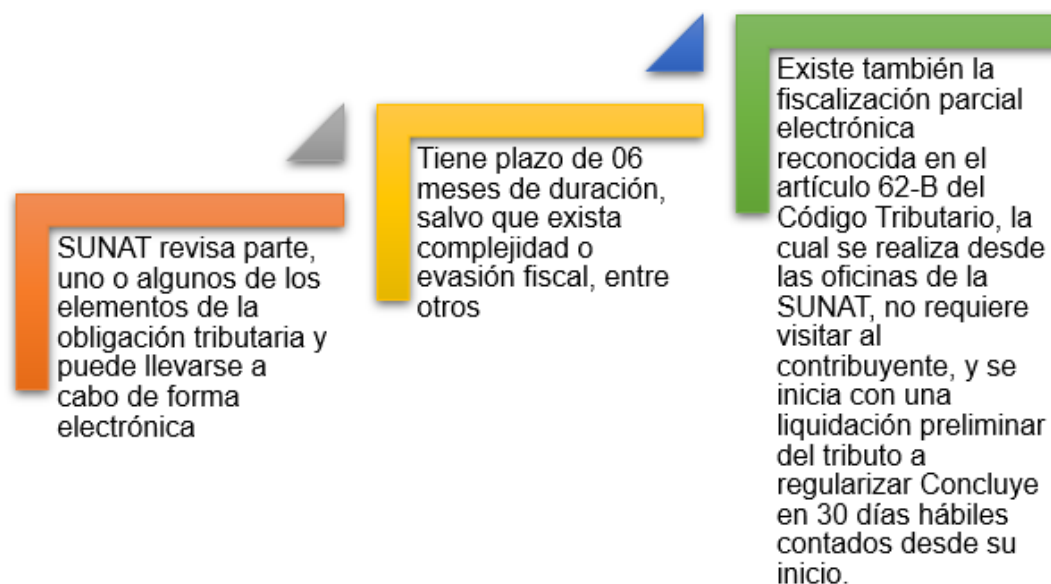 SUNAT revisa parte,
uno o algunos de los
elementos de la
obligación tributaria y
puede llevarse a
cabo de forma
electrónica
Tiene plazo de 06
meses de duración,
salvo que exista
complejidad o
evasión fiscal, entre
otros
Existe también la
fiscalización parcial
electrónica
reconocida en el
artículo 62-B del
Código Tributario, la
cual se realiza desde
las oficinas de la
SUNAT, no requiere
visitar al
contribuyente, y se
inicia con una
liquidación preliminar
del tributo a
regularizar Concluye
en 30 días hábiles
contados desde su
inicio.